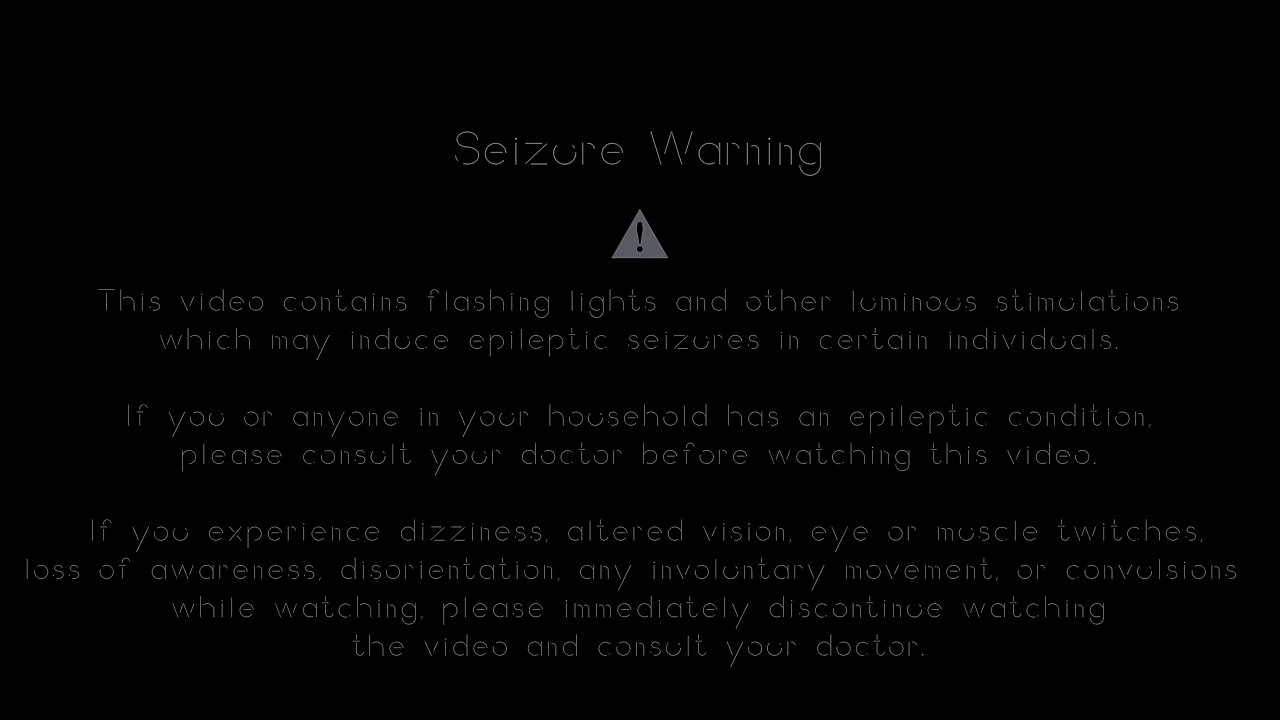 Seizure Warning
This video contains flashing lights and other luminous stimulations
which may induce epileptic seizures in certain individuals.
If you or anyone in your household has an epileptic condition,
please consult your doctor before watching this video.
If you experience dizziness, altered vision, eye or muscle twitches,
loss of awareness, disorientation, any involuntary movement, or convulsions
while watching, please immediately discontinue watching
the video and consult your doctor.